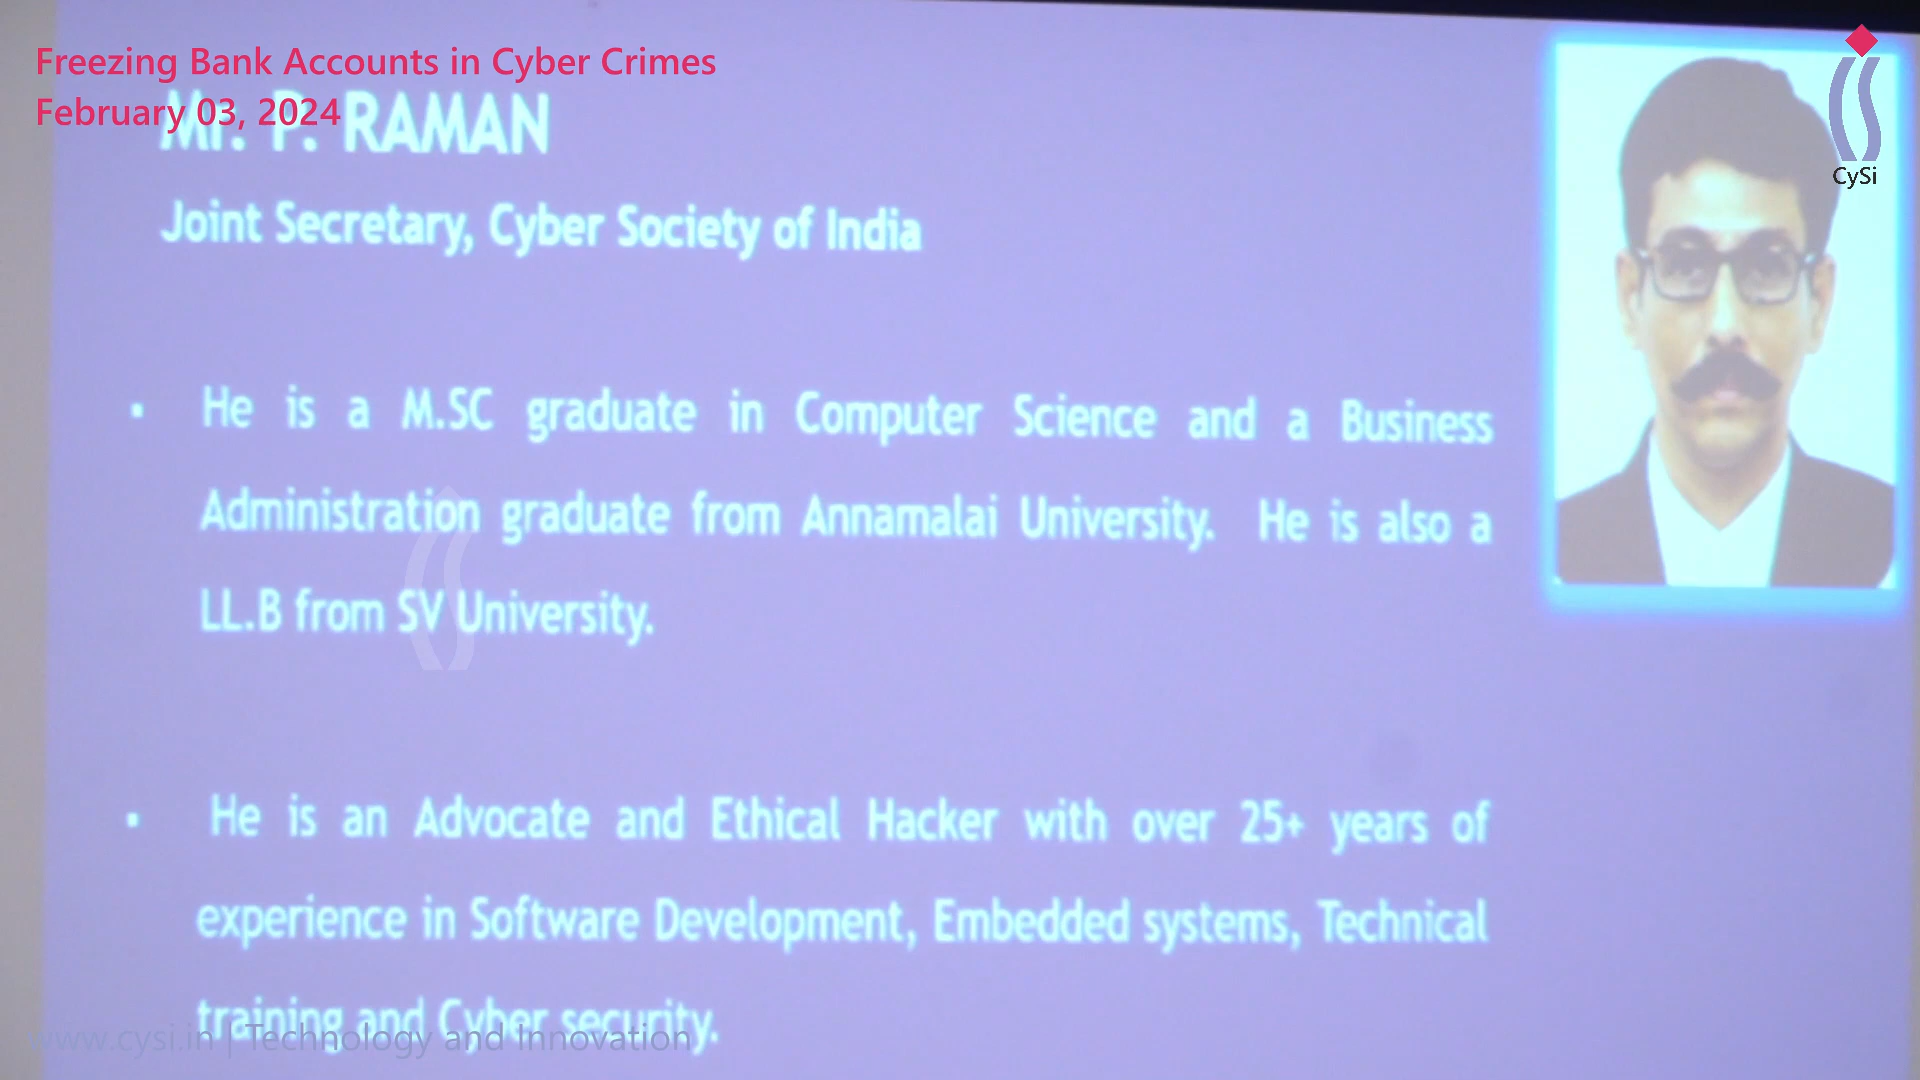 Freezing Bank Accounts in Cyber Crimes
February 03, 2024
Mr. P. RAMAN
Joint Secretary, Cyber Society of India
CySi
▪ He is a M.SC graduate in Computer Science and a Business
Administration graduate from Annamalai University. He is also a
LL.B from SV University.
▪ He is an Advocate and Ethical Hacker with over 25+ years of
experience in Software Development, Embedded systems, Technical
training and Cyber security.
www.cysi.in | Technology and Innovation